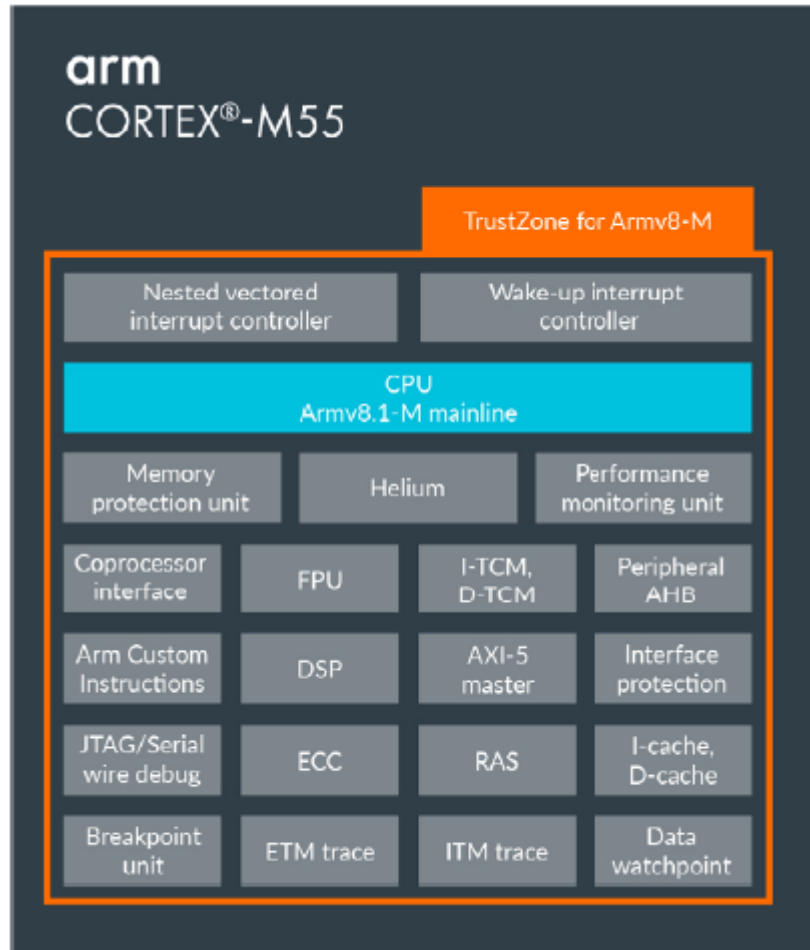 arm
CORTEX®-M55
TrustZone for Armv8-M
Nested vectored
interrupt controller
Wake-up interrupt
controller
CPU
Armv8.1-M mainline
Memory
protection unit
Helium
Performance
monitoring unit
Coprocessor
interface
FPU
I-TCM,
D-TCM
Peripheral
AHB
Arm Custom
Instructions
DSP
AXI-5
master
Interface
protection
JTAG/Serial
wire debug
ECC
RAS
I-cache,
D-cache
Breakpoint
unit
ETM trace
ITM trace
Data
watchpoint